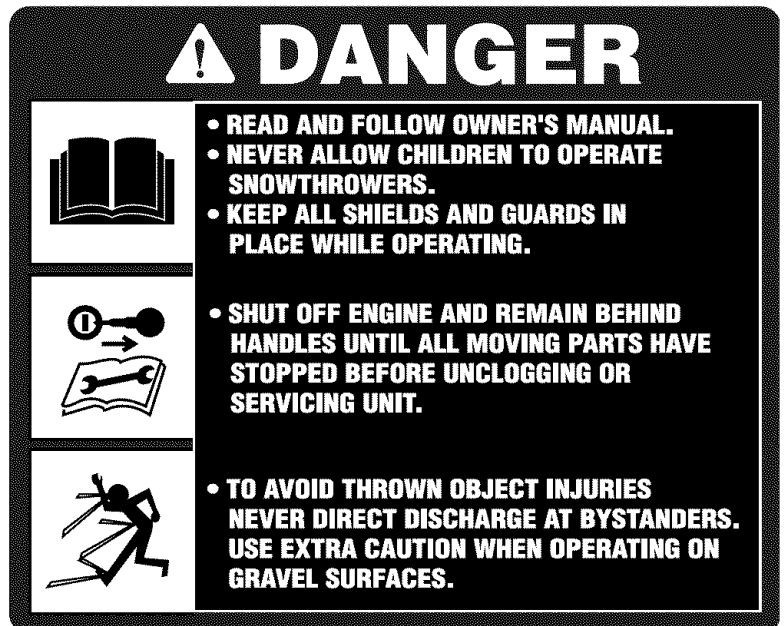 DANGER
• READ AND FOLLOW OWNER'S MANUAL.
• NEVER ALLOW CHILDREN TO OPERATE
SNOWTHROWERS.
• KEEP ALL SHIELDS AND GUARDS IN
PLACE WHILE OPERATING.
• SHUT OFF ENGINE AND REMAIN BEHIND
HANDLES UNTIL ALL MOVING PARTS HAVE
STOPPED BEFORE UNCLOGGING OR
SERVICING UNIT.
• TO AVOID THROWN OBJECT INJURIES
NEVER DIRECT DISCHARGE AT BYSTANDERS.
USE EXTRA CAUTION WHEN OPERATING ON
GRAVEL SURFACES.